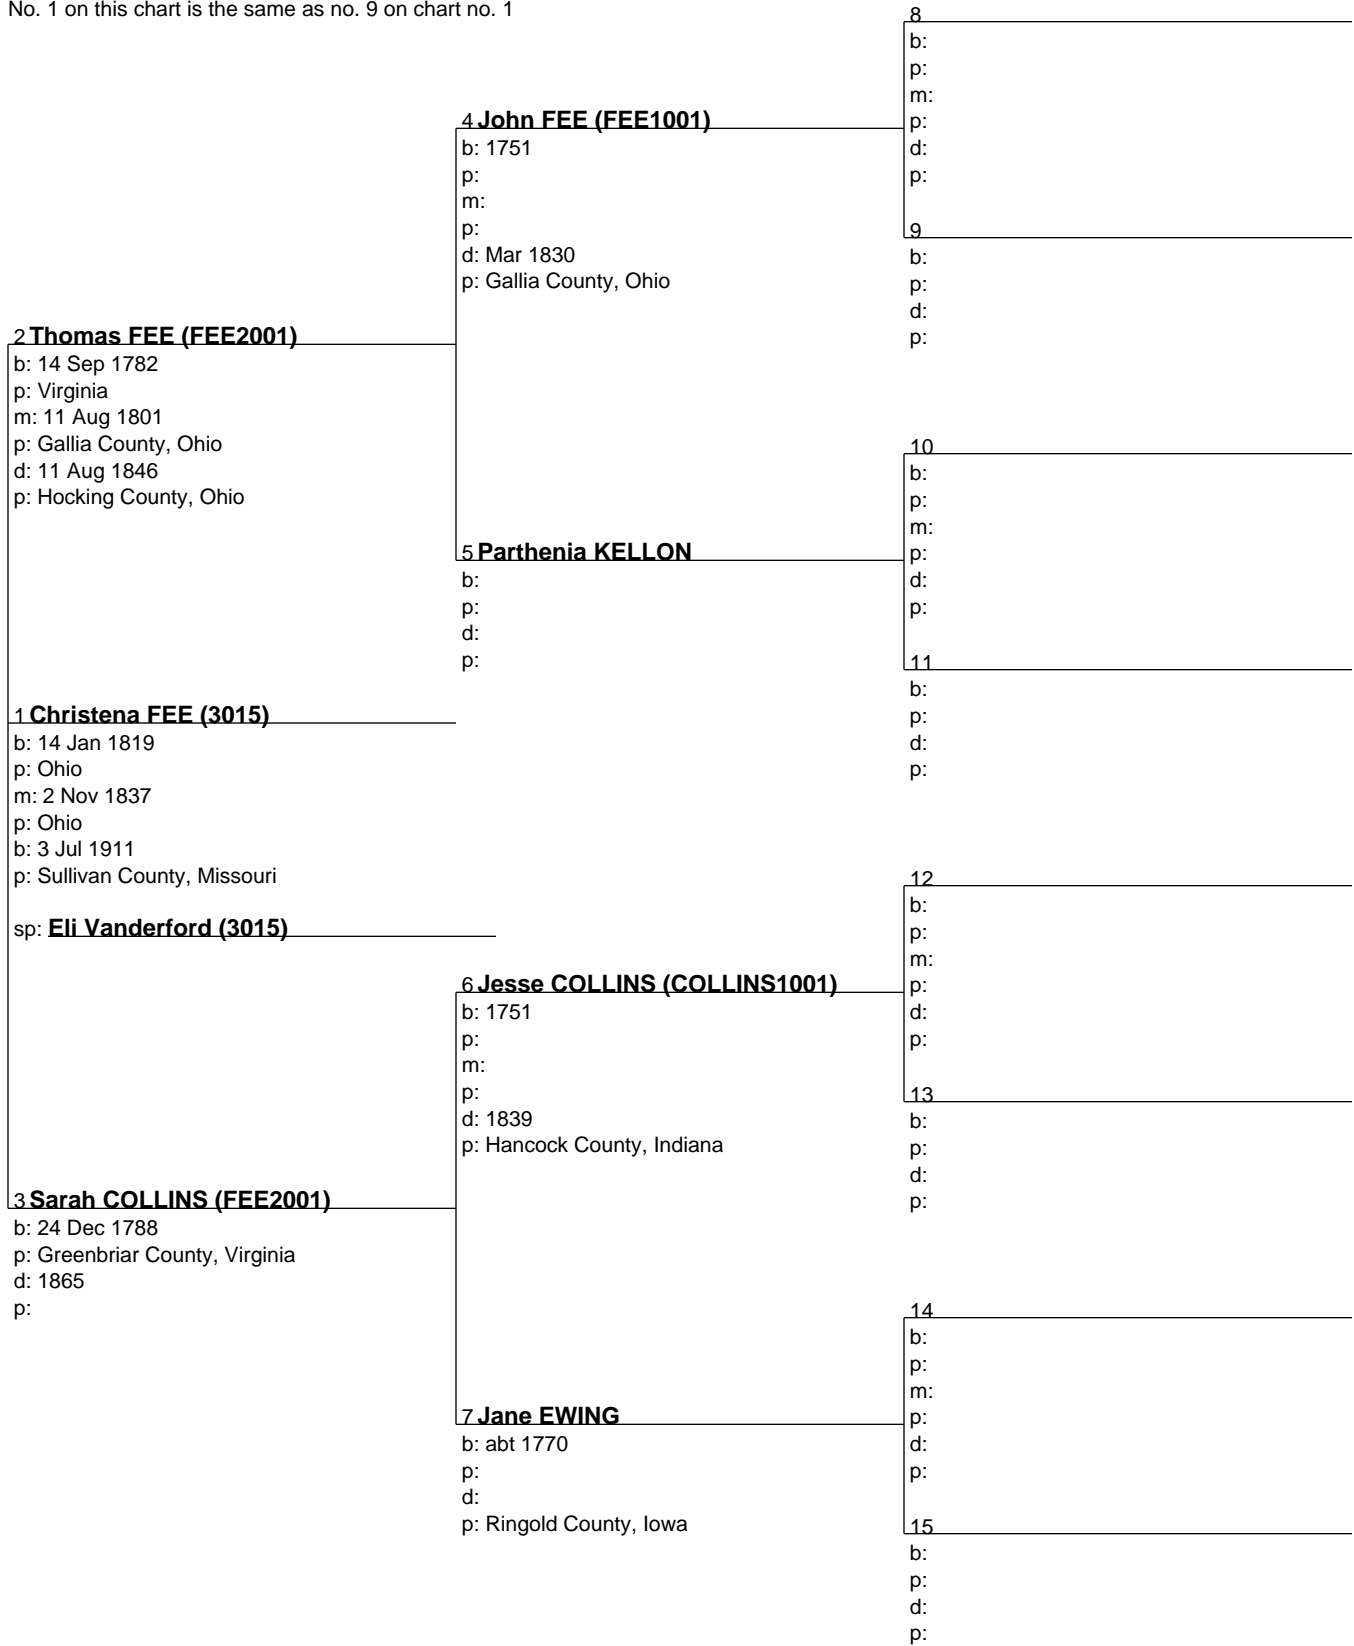 No. 1 on this chart is the same as no. 9 on chart no. 1
8
b:
p:
m:
p:
d:
p:
4 John FEE (FEE1001)
b: 1751
p:
m:
p:
d: Mar 1830
p: Gallia County, Ohio
9
b:
p:
d:
p:
2 Thomas FEE (FEE2001)
b: 14 Sep 1782
p: Virginia
m: 11 Aug 1801
p: Gallia County, Ohio
d: 11 Aug 1846
p: Hocking County, Ohio
10
b:
p:
m:
p:
d:
p:
5 Parthenia KELLON
b:
p:
d:
p:
11
b:
p:
d:
p:
1 Christena FEE (3015)
b: 14 Jan 1819
p: Ohio
m: 2 Nov 1837
p: Ohio
b: 3 Jul 1911
p: Sullivan County, Missouri
sp: Eli Vanderford (3015)
12
b:
p:
m:
p:
d:
p:
6 Jesse COLLINS (COLLINS1001)
b: 1751
p:
m:
p:
d: 1839
p: Hancock County, Indiana
13
b:
p:
d:
p:
3 Sarah COLLINS (FEE2001)
b: 24 Dec 1788
p: Greenbriar County, Virginia
d: 1865
p:
14
b:
p:
m:
p:
d:
p:
7 Jane EWING
b: abt 1770
p:
d:
p: Ringold County, Iowa
15
b:
p:
d:
p: